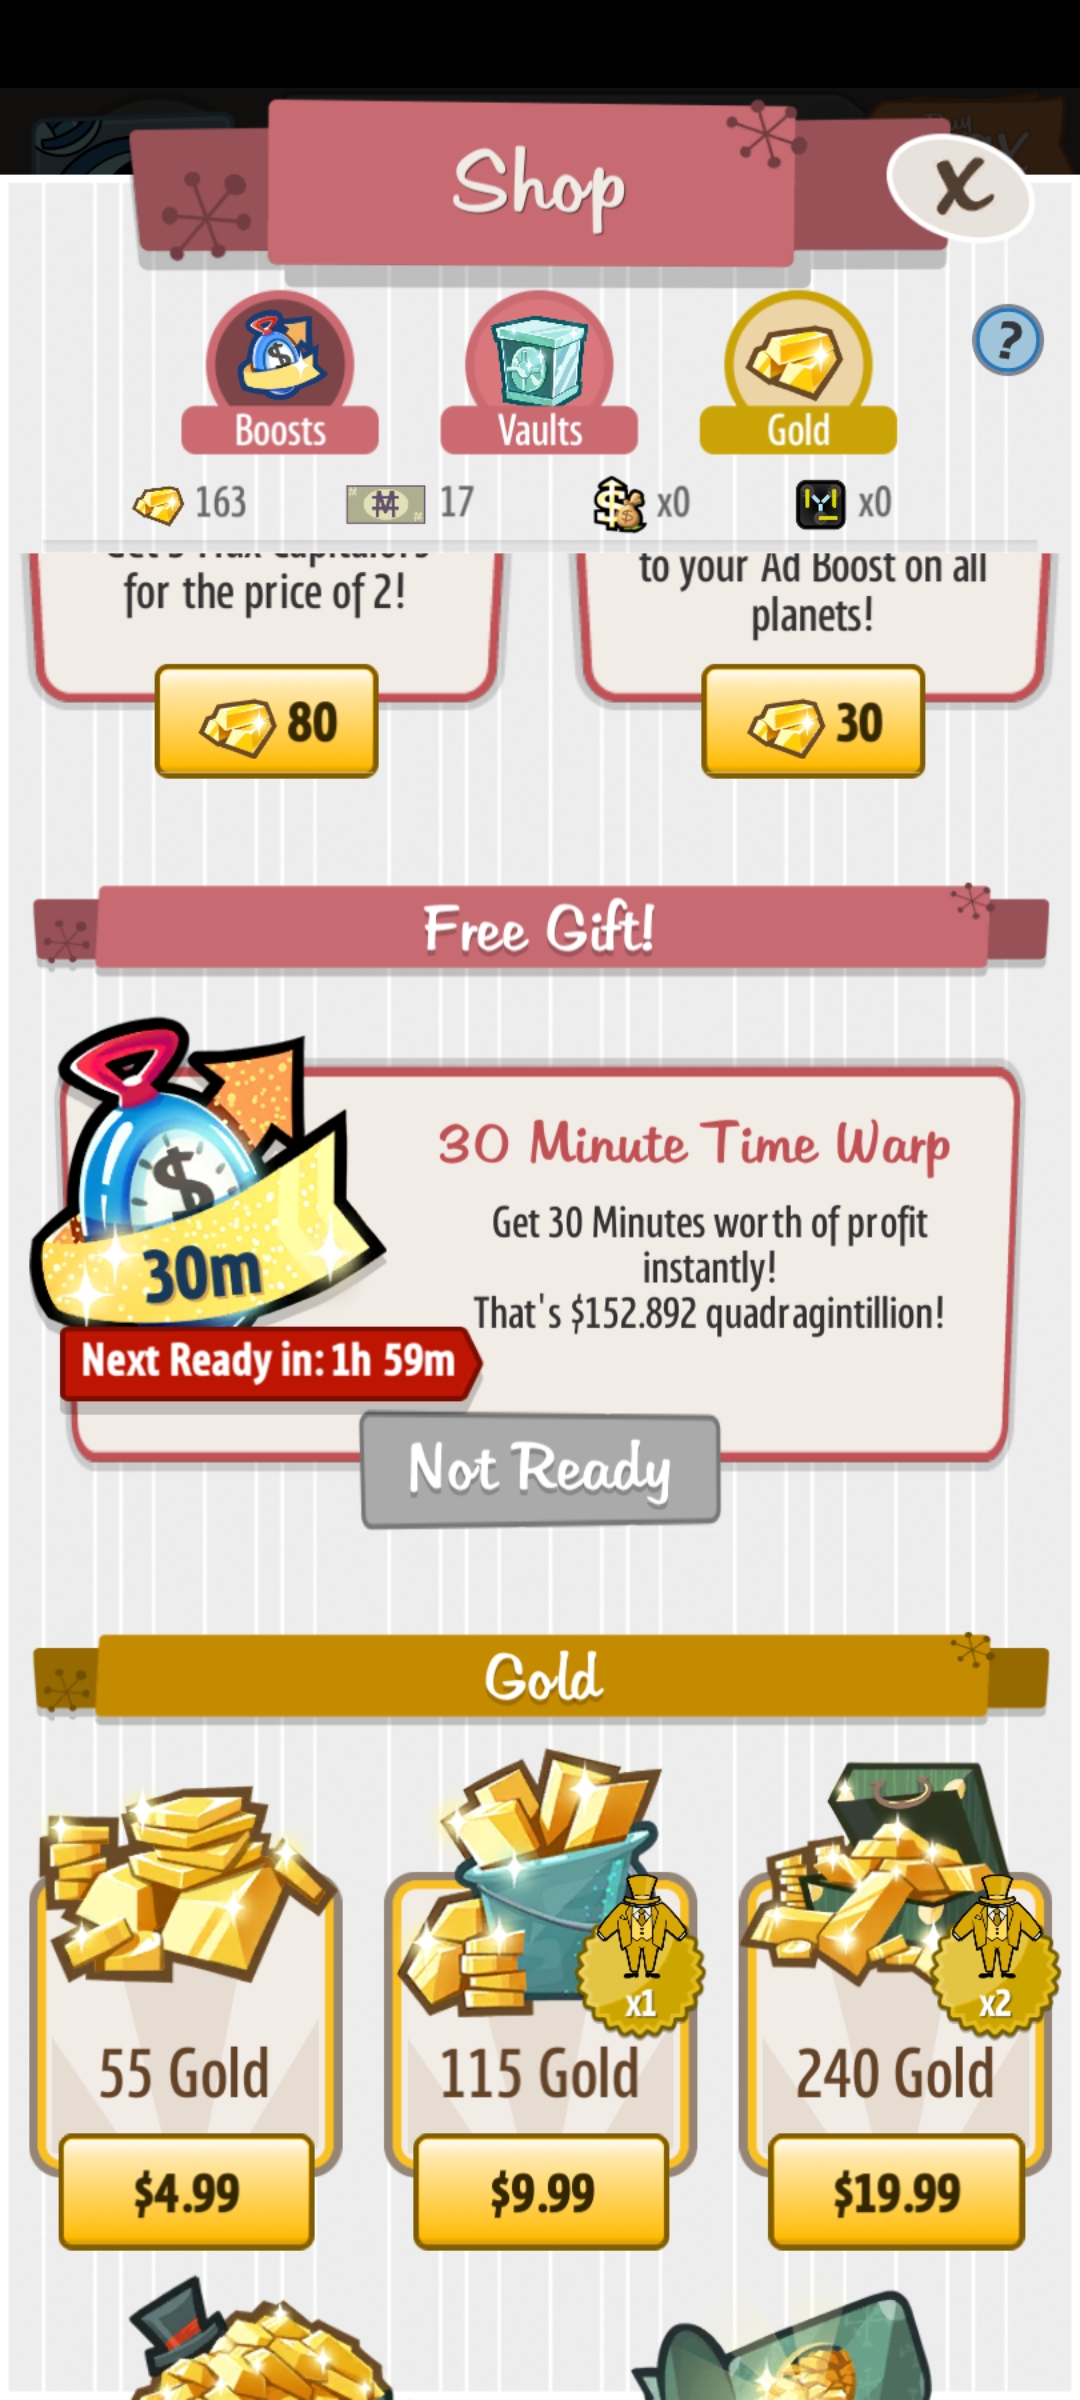 Shop
X
?
Boosts Vaults Gold
163 17 x0 x0
for the price of 2!
to your Ad Boost on all
planets!
80 30
Free Gift!
30 Minute Time Warp
Get 30 Minutes worth of profit
instantly!
That's $152.892 quadragintillion!
30m
Next Ready in: 1h 59m
Not Ready
Gold
x1 x2
55 Gold 115 Gold 240 Gold
$4.99 $9.99 $19.99